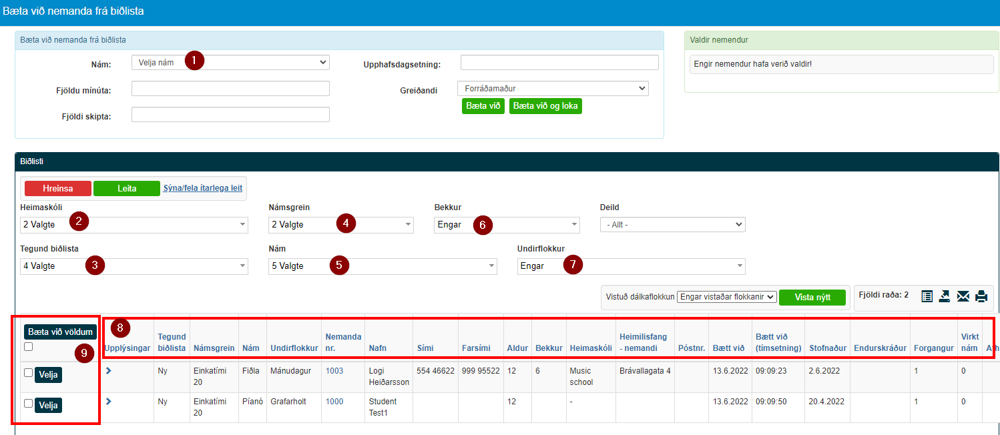 Bæta við nemanda frá biðlista
Bæta við nemanda frá biðlista
Nám: Velja nám 1 Upphafsdagsetning:
Fjöldu mínúta: Greiðandi Forráðamaður
Fjöldi skipta: Bæta við Bæta við og loka
Valdir nemendur
Engir nemendur hafa verið valdir!
Biðlisti
Hreinsa Leita Sýna/fela ítarlega leit
Heimaskóli Námsgrein Bekkur Deild
2 Valgte 2 2 Valgte 4 Engar 6 - Allt -
Tegund biðlista Nám Undirflokkur
4 Valgte 3 5 Valgte 5 Engar 7
Vistuð dálkaflokkun Engar vistaðar flokkanir Vista nýtt Fjöldi raða: 2
Bæta við völdum 9
8
Upplýsingar Tegund biðlista Námsgrein Nám Undirflokkur Nemanda nr. Nafn Sími Farsími Aldur Bekkur Heimaskóli Heimilisfang - nemandi Póstnr. Bætt við Bætt við (tímsetning) Stofnaður Endurskráður Forgangur Virkt nám Ath
Velja Ny Einkatími 20 Fiðla Mánudagur 1003 Logi Heiðarsson 554 46622 999 95522 12 6 Music school Brávallagata 4 13.6.2022 09:09:23 2.6.2022 1 0
Velja Ny Einkatími 20 Píanó Grafarholt 1000 Student Test1 12 - 13.6.2022 09:09:50 20.4.2022 1 0